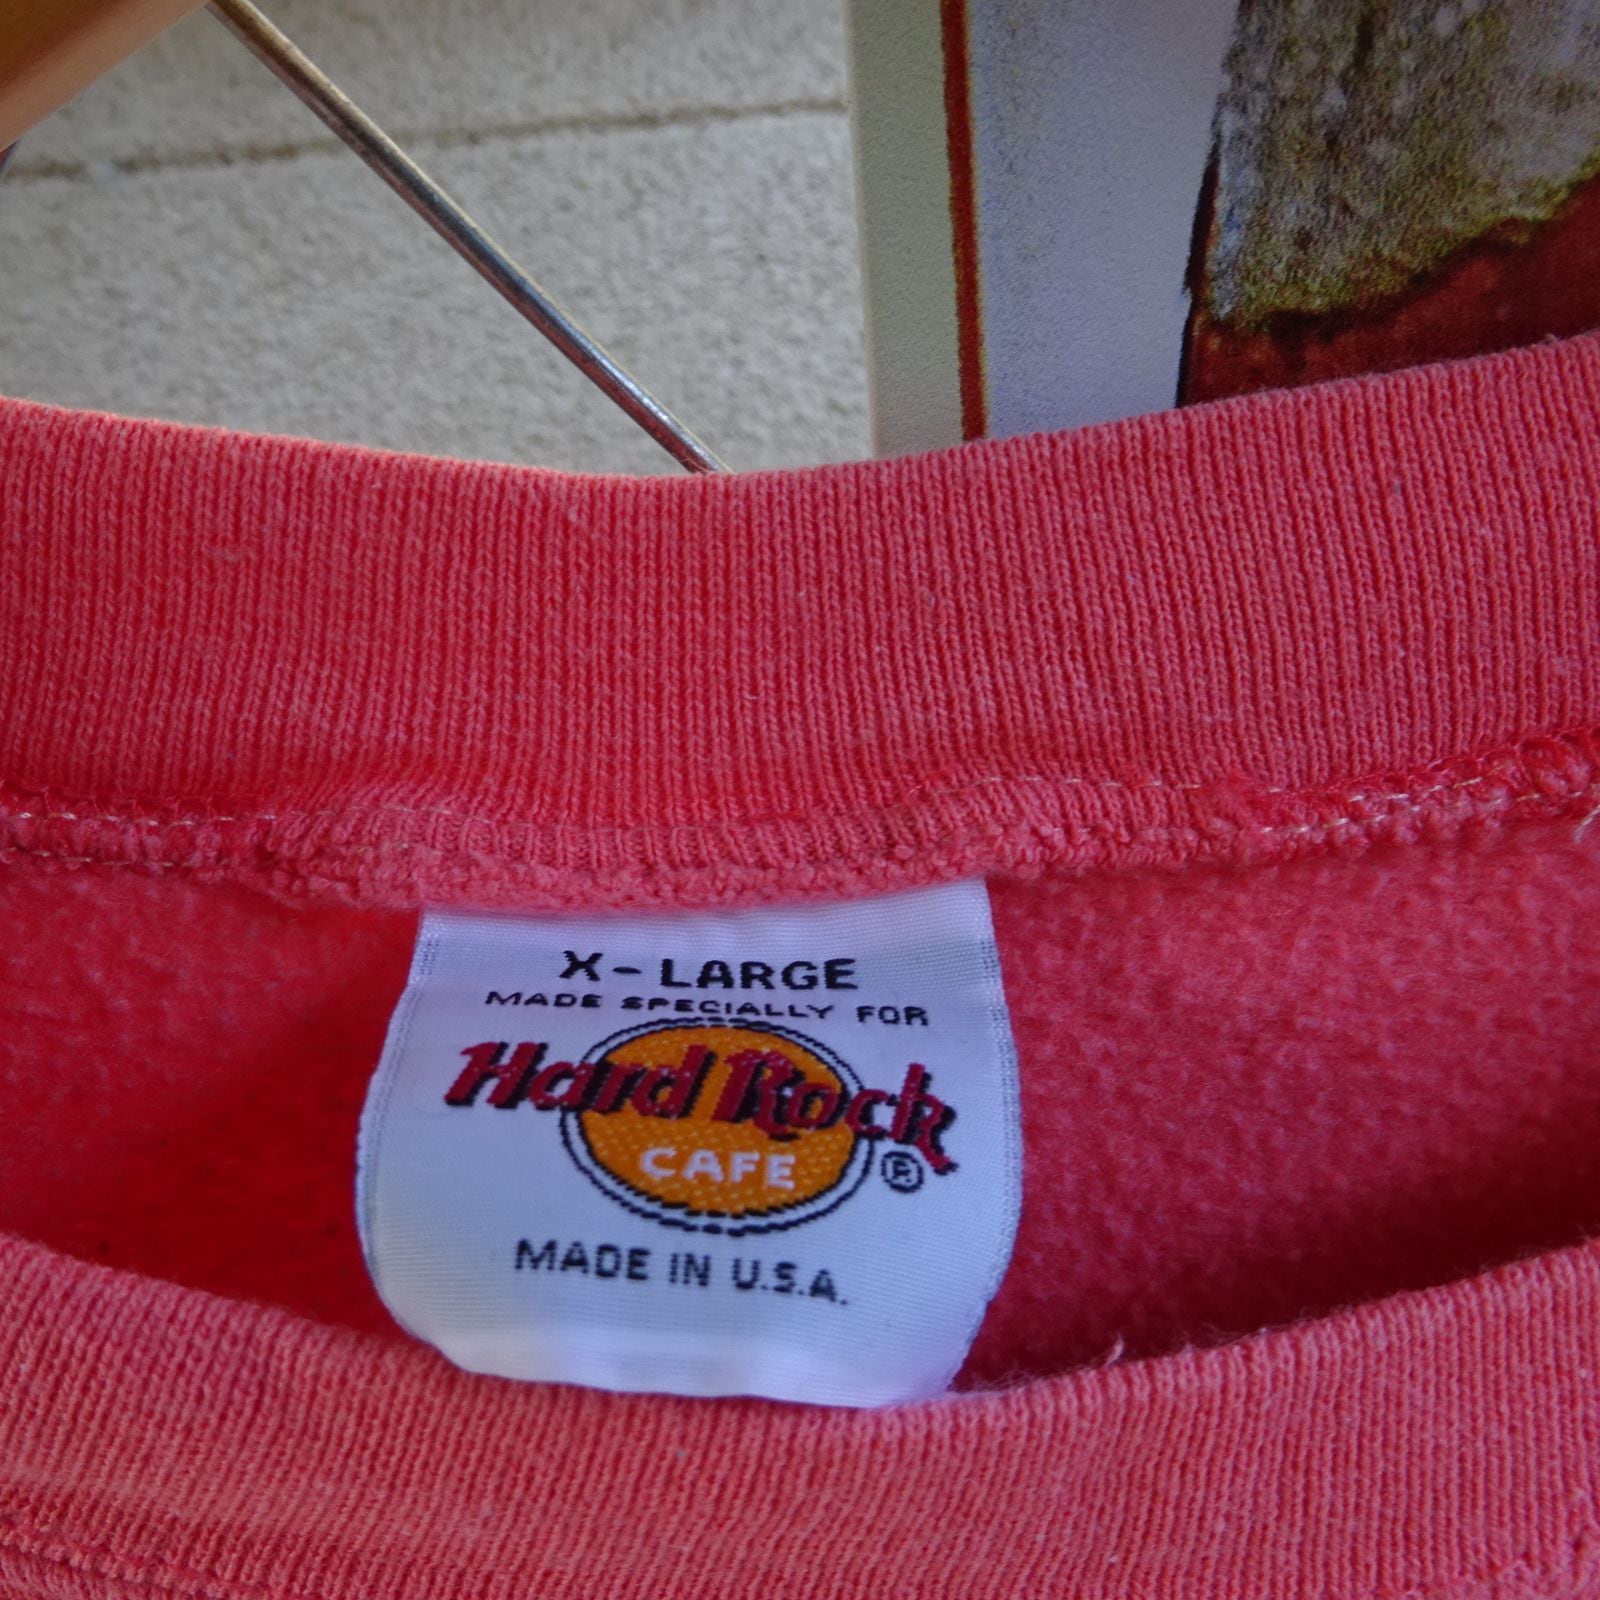 X-LARGE
MADE SPECIALLY FOR
Hard Rock
CAFE
®
MADE IN U.S.A.